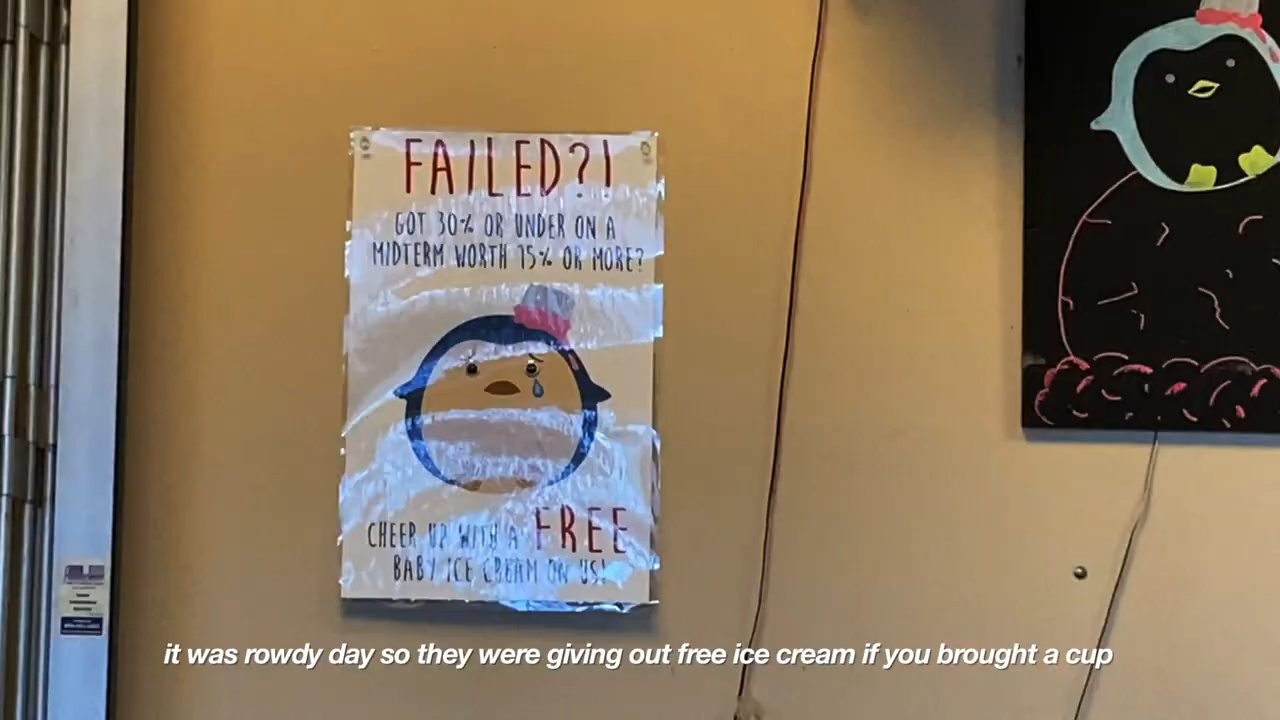 FAILED?!
GOT 30% OR UNDER ON A
MIDTERM WORTH 15% OR MORE?
CHEER UP WITH A FREE
BABY ICE CREAM ON US!
it was rowdy day so they were giving out free ice cream if you brought a cup